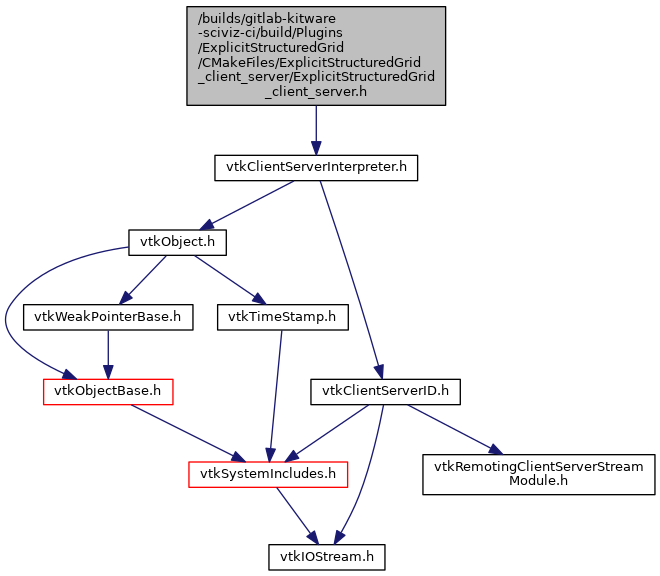 /builds/gitlab-kitware
-sciviz-ci/build/Plugins
/ExplicitStructuredGrid
/CMakeFiles/ExplicitStructuredGrid
_client_server/ExplicitStructuredGrid
_client_server.h
vtkClientServerInterpreter.h
vtkObject.h
vtkWeakPointerBase.h
vtkTimeStamp.h
vtkObjectBase.h
vtkClientServerID.h
vtkSystemIncludes.h
vtkRemotingClientServerStream
Module.h
vtkIOStream.h